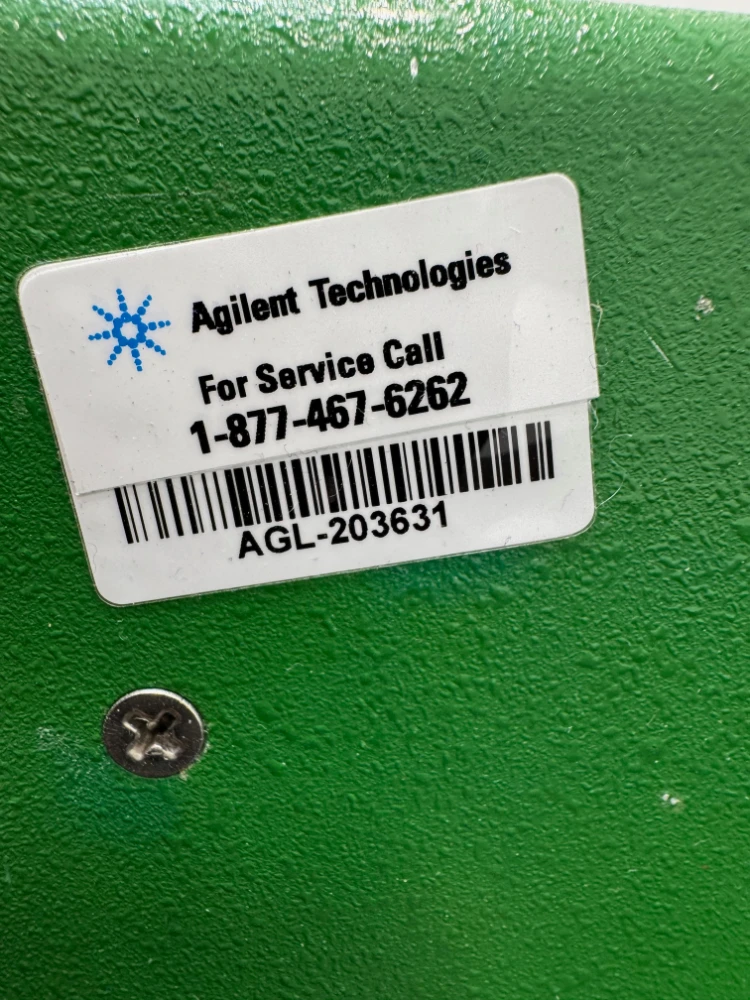 Agilent Technologies
For Service Call
1-877-467-6262
AGL-203631